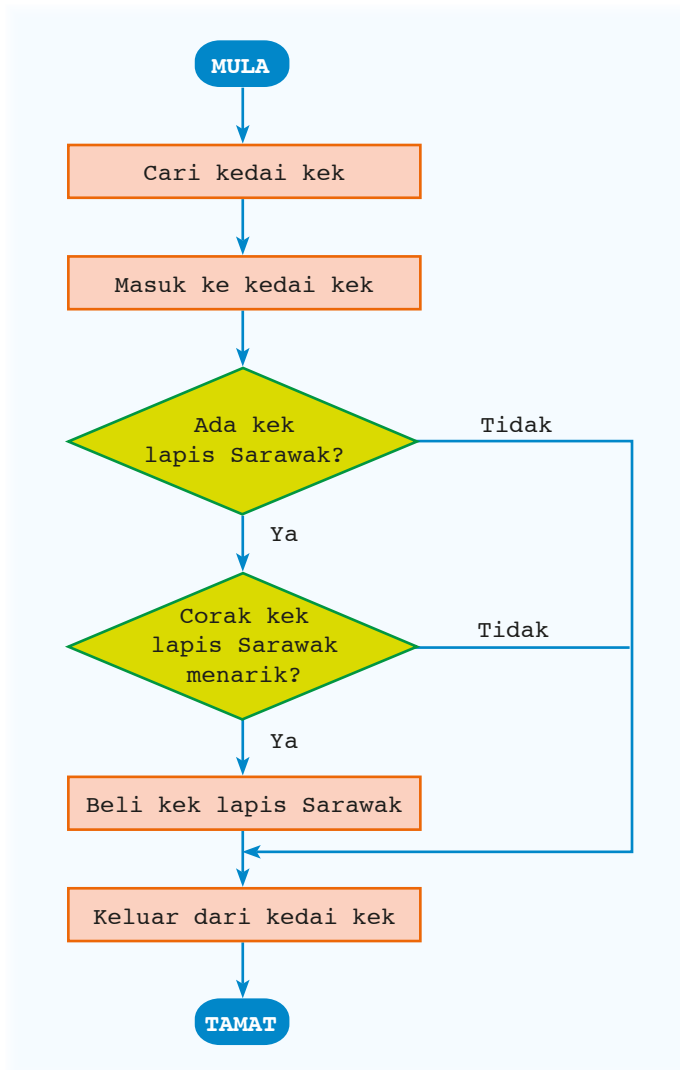 MULA
Cari kedai kek
Masuk ke kedai kek
Ada kek
lapis Sarawak?
Tidak
Ya
Corak kek
lapis Sarawak
menarik?
Tidak
Ya
Beli kek lapis Sarawak
Keluar dari kedai kek
TAMAT